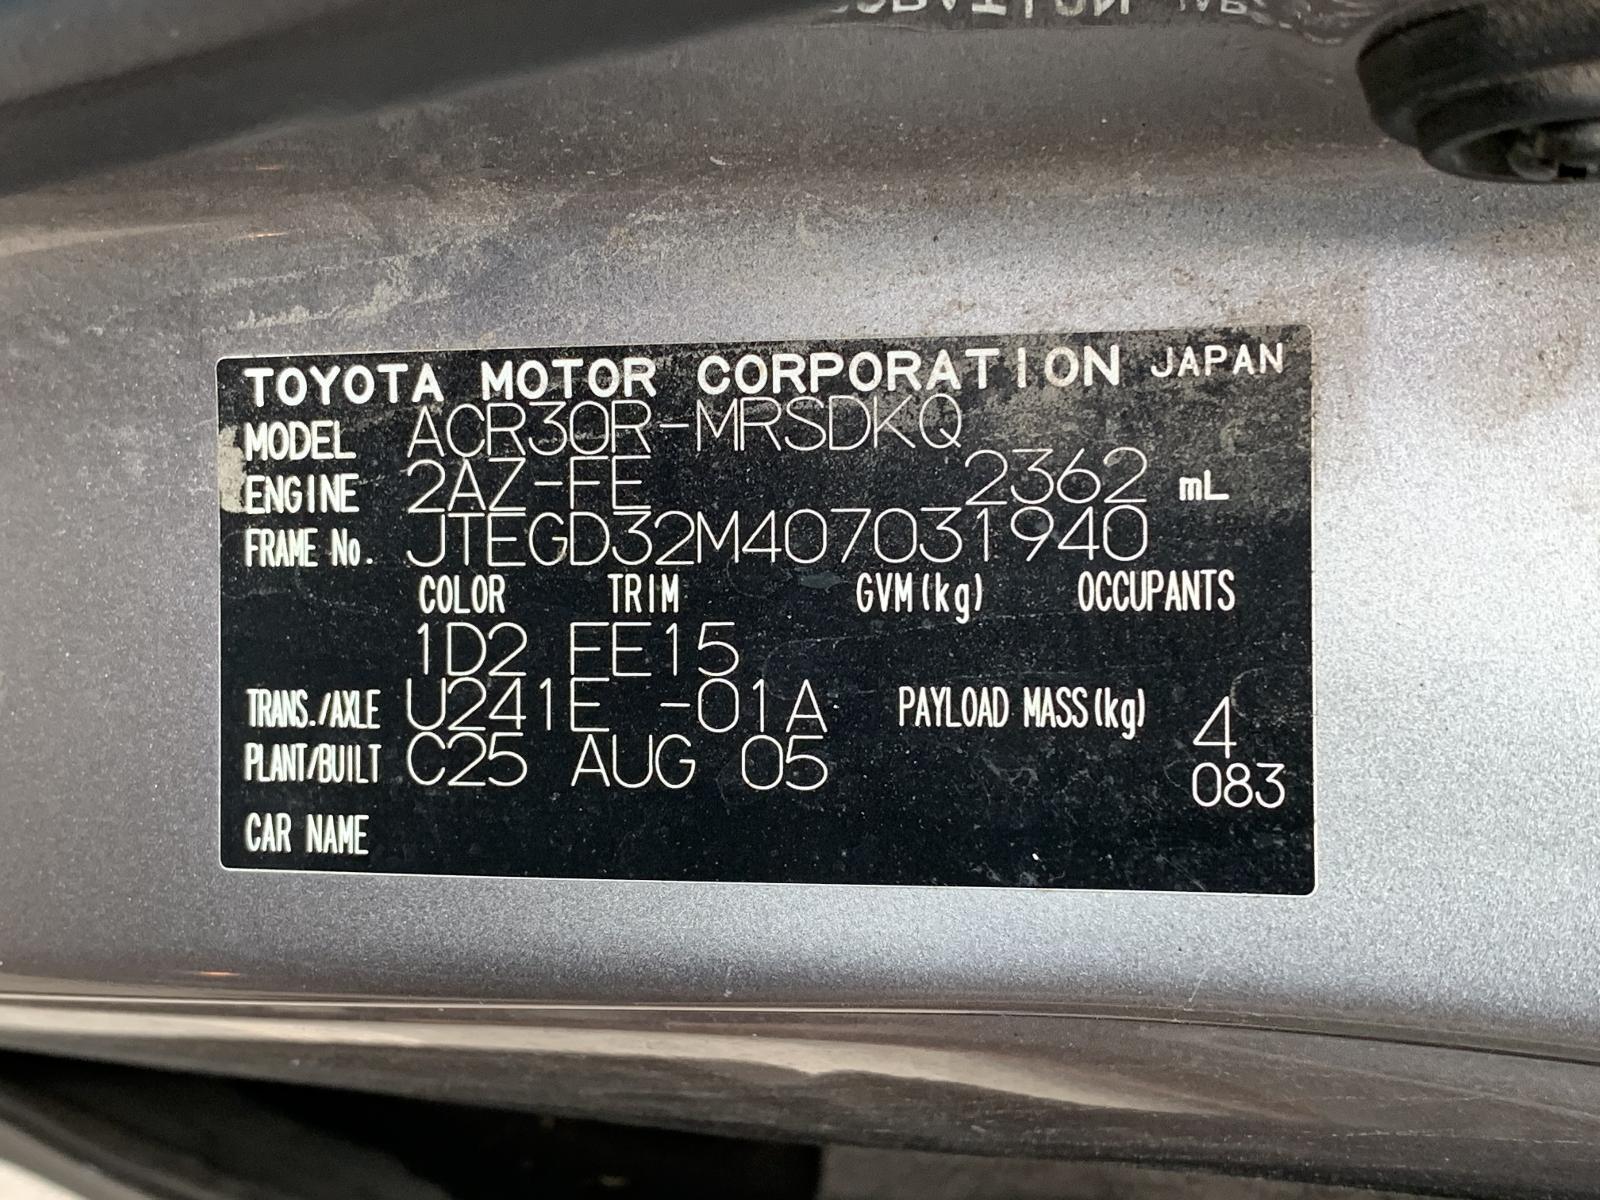 TOYOTA MOTOR CORPORATION JAPAN
MODEL ACR30R-MRSDKQ
ENGINE 2AZ-FE 2362 mL
FRAME No. JTEGD32M407031940
COLOR TRIM GVM(kg) OCCUPANTS
1D2 FE15
TRANS./AXLE U241E -01A PAYLOAD MASS(kg) 4
PLANT/BUILT C25 AUG 05 083
CAR NAME